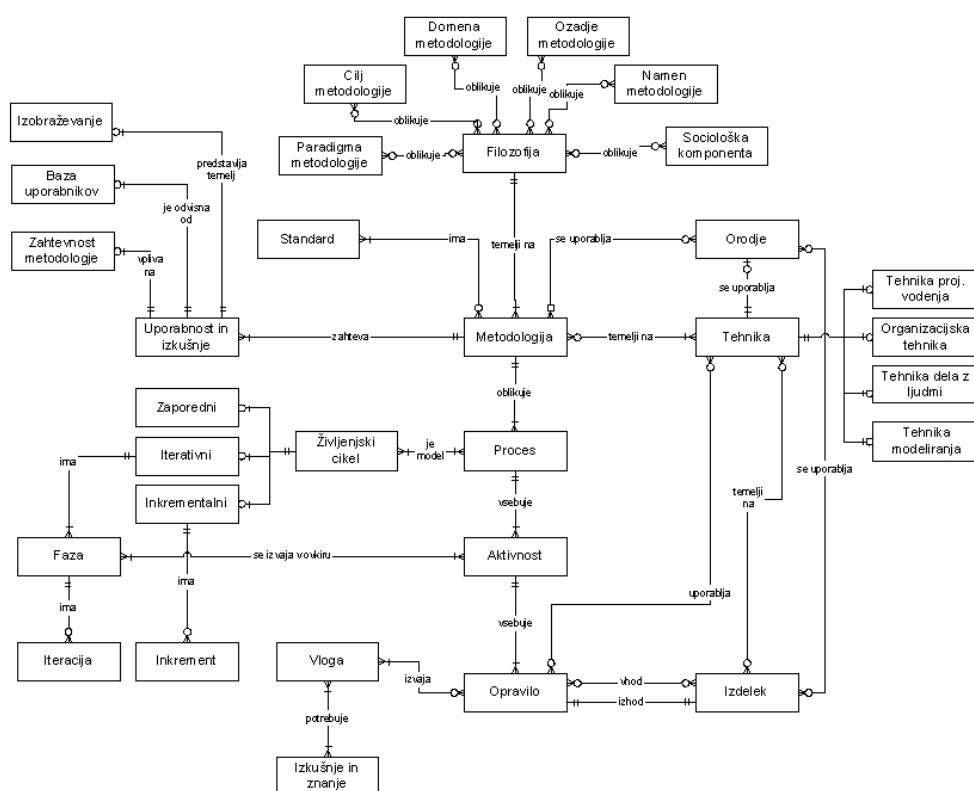 Domena
metodologije
Ozadje
metodologije
Cilj
metodologije
Namen
metodologije
oblikuje
oblikuje
oblikuje
oblikuje
Izobraževanje
Paradigma
metodologije
oblikuje
Filozofija
oblikuje
Sociološka
komponenta
predstavlja
temelj
Baza
uporabnikov
je odvisna
od
Standard
ima
temelji na
se uporablja
Orodje
Zahtevnost
metodologje
vpliva
na
se uporablja
Tehnika proj.
vodenja
Uporabnost in
izkušnje
zahteva
Metodologija
temelji na
Tehnika
Organizacijska
tehnika
Tehnika dela z
ljudmi
oblikuje
Zaporedni
Tehnika
modeliranja
ima
Iterativni
Življenjski
cikel
je
model
Proces
se uporablja
Inkrementalni
vsebuje
temelji
na
Faza
se izvaja v okviru
Aktivnost
ima
uporablja
ima
vsebuje
Iteracija
Inkrement
Vloga
izvaja
Opravilo
vhod
izhod
Izdelek
potrebuje
Izkušnje in
znanje